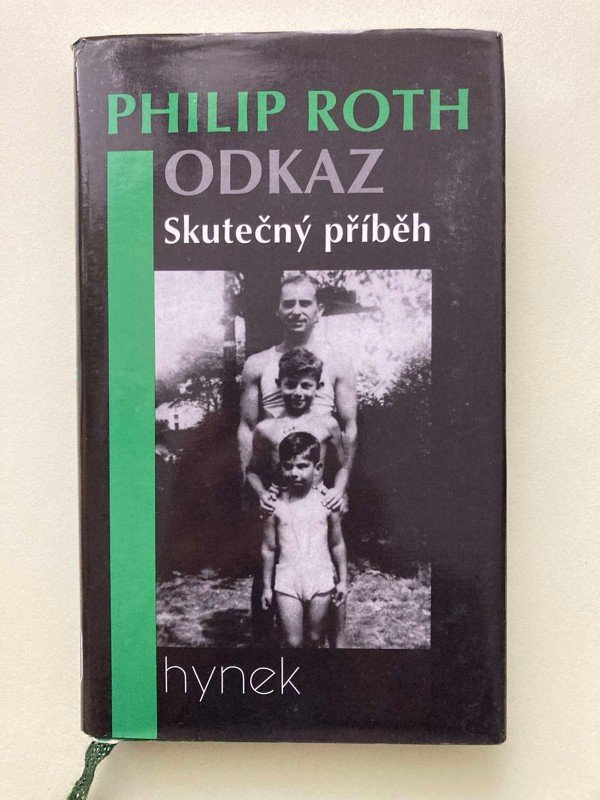 PHILIP ROTH
ODKAZ
Skutečný příběh
hynek